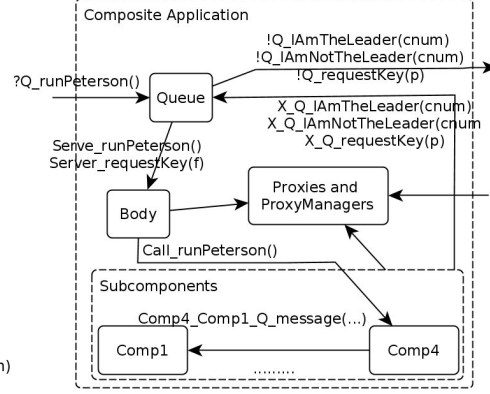 Composite Application
!Q_IAmTheLeader(cnum)
!Q_IAmNotTheLeader(cnum)
!Q_requestKey(p)
?Q_runPeterson()
Queue
X_Q_IAmTheLeader(cnum)
X_Q_IAmNotTheLeader(cnum
X_Q_requestKey(p)
Serve_runPeterson()
Server_requestKey(f)
Proxies and
ProxyManagers
Body
Call_runPeterson()
Subcomponents
Comp4_Comp1_Q_message(...)
Comp1
Comp4
.........
n)